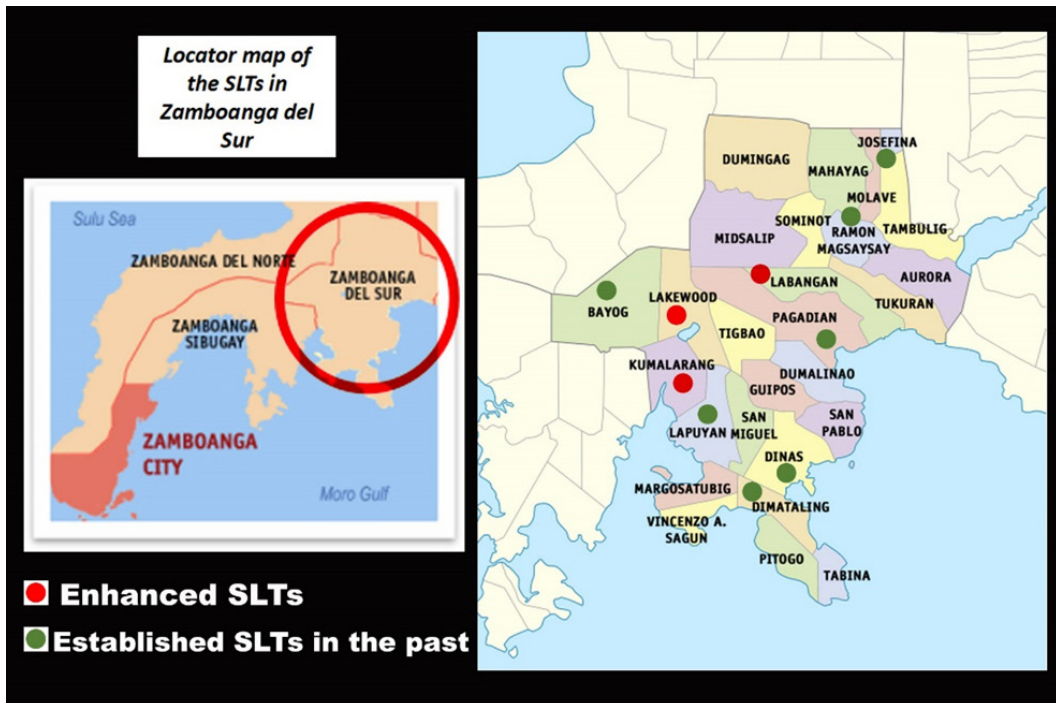 Locator map of
the SLTs in
Zamboanga del
Sur
Sulu Sea
ZAMBOANGA DEL NORTE
ZAMBOANGA
DEL SUR
ZAMBOANGA
SIBUGAY
ZAMBOANGA
CITY
Moro Gulf
Enhanced SLTs
Established SLTs in the past
JOSEFINA
DUMINGAG
MAHAYAG
MOLAVE
SOMINOT
TAMBULIG
RAMON
MAGSAYSAY
MIDSALIP
AURORA
LABANGAN
LAKEWOOD
TUKURAN
BAYOG
PAGADIAN
TIGBAO
KUMALARANG
DUMALINAO
GUIPOS
SAN
PABLO
SAN
MIGUEL
LAPUYAN
DINAS
MARGOSATUBIG
DIMATALING
VINCENZO A.
SAGUN
PITOGO
TABINA